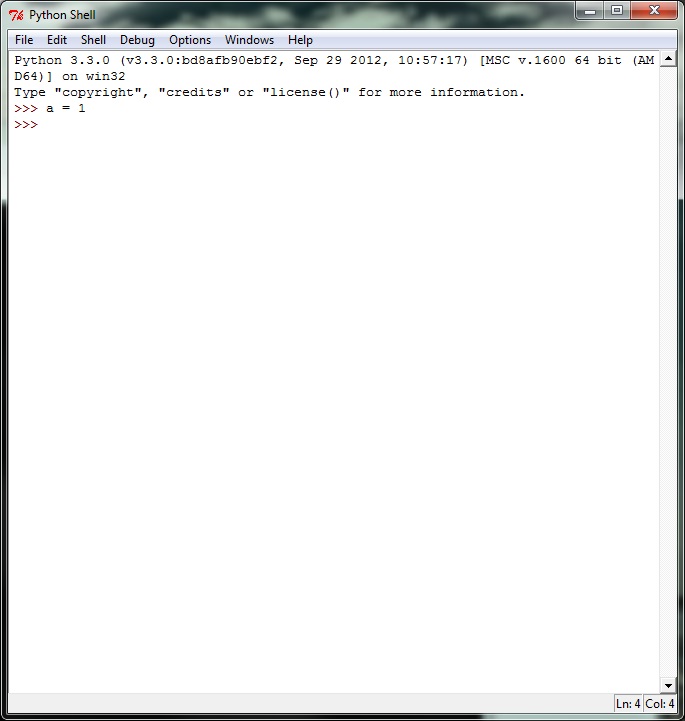 Python Shell
File Edit Shell Debug Options Windows Help
Python 3.3.0 (v3.3.0:bd8afb90ebf2, Sep 29 2012, 10:57:17) [MSC v.1600 64 bit (AM
D64)] on win32
Type "copyright", "credits" or "license()" for more information.
>>> a = 1
>>>
Ln: 4 Col: 4